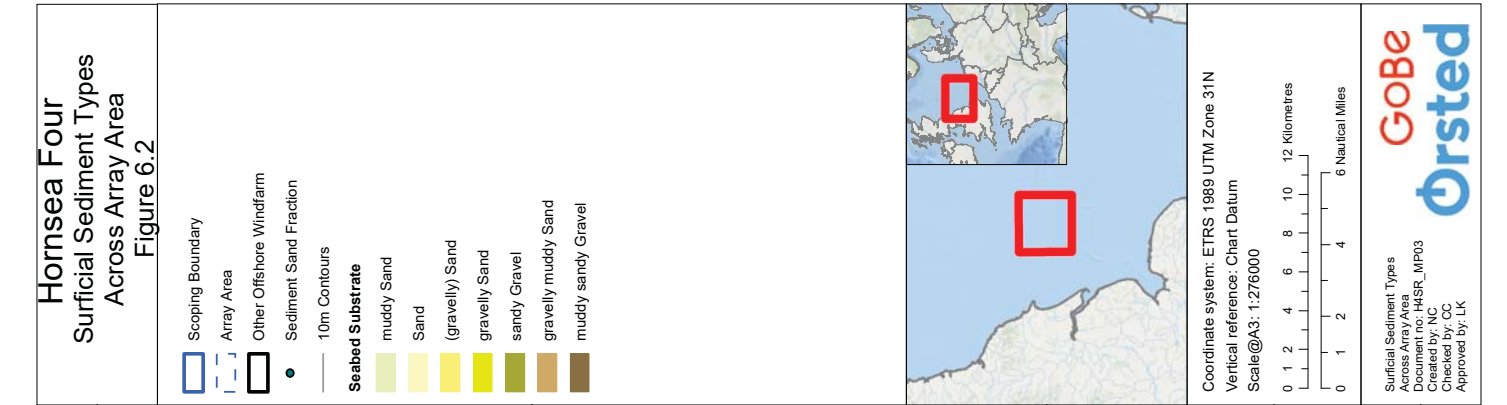 Hornsea Four
Surficial Sediment Types
Across Array Area
Figure 6.2
Scoping Boundary
Array Area
Other Offshore Windfarm
Sediment Sand Fraction
10m Contours
Seabed Substrate
muddy Sand
Sand
(gravelly) Sand
gravelly Sand
sandy Gravel
gravelly muddy Sand
muddy sandy Gravel
Coordinate system: ETRS 1989 UTM Zone 31N
Vertical reference: Chart Datum
Scale@A3: 1:276000
0 1 2 4 6 8 10 12 Kilometres
0 1 2 4 6 Nautical Miles
Surficial Sediment Types
Across Array Area
Document no: H4SR_MP03
Created by: NC
Checked by: CC
Approved by: LK
GoBe
Orsted